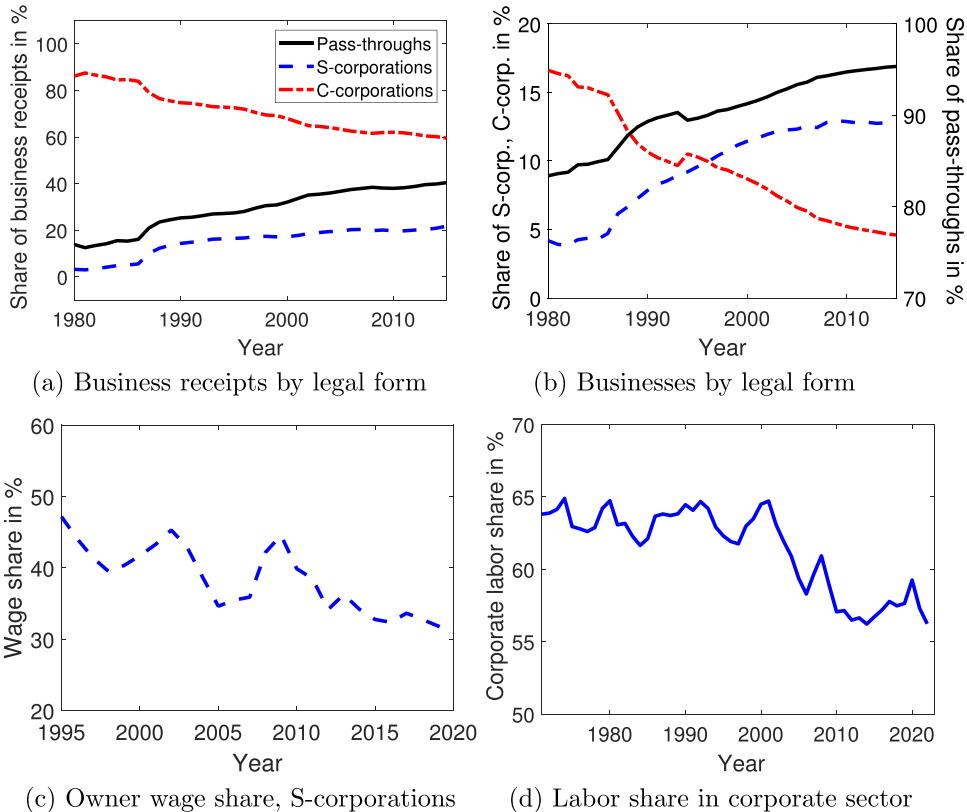 Share of business receipts in %
100
80
60
40
20
0
Pass-throughs
S-corporations
C-corporations
1980
1990
2000
2010
Year
(a) Business receipts by legal form
Share of S-corp., C-corp. in %
20
15
10
5
0
100
90
80
70
Share of pass-throughs in %
1980
1990
2000
2010
Year
(b) Businesses by legal form
Wage share in %
60
50
40
30
20
1995
2000
2005
2010
2015
2020
Year
(c) Owner wage share, S-corporations
Corporate labor share in %
70
65
60
55
50
1980
1990
2000
2010
2020
Year
(d) Labor share in corporate sector